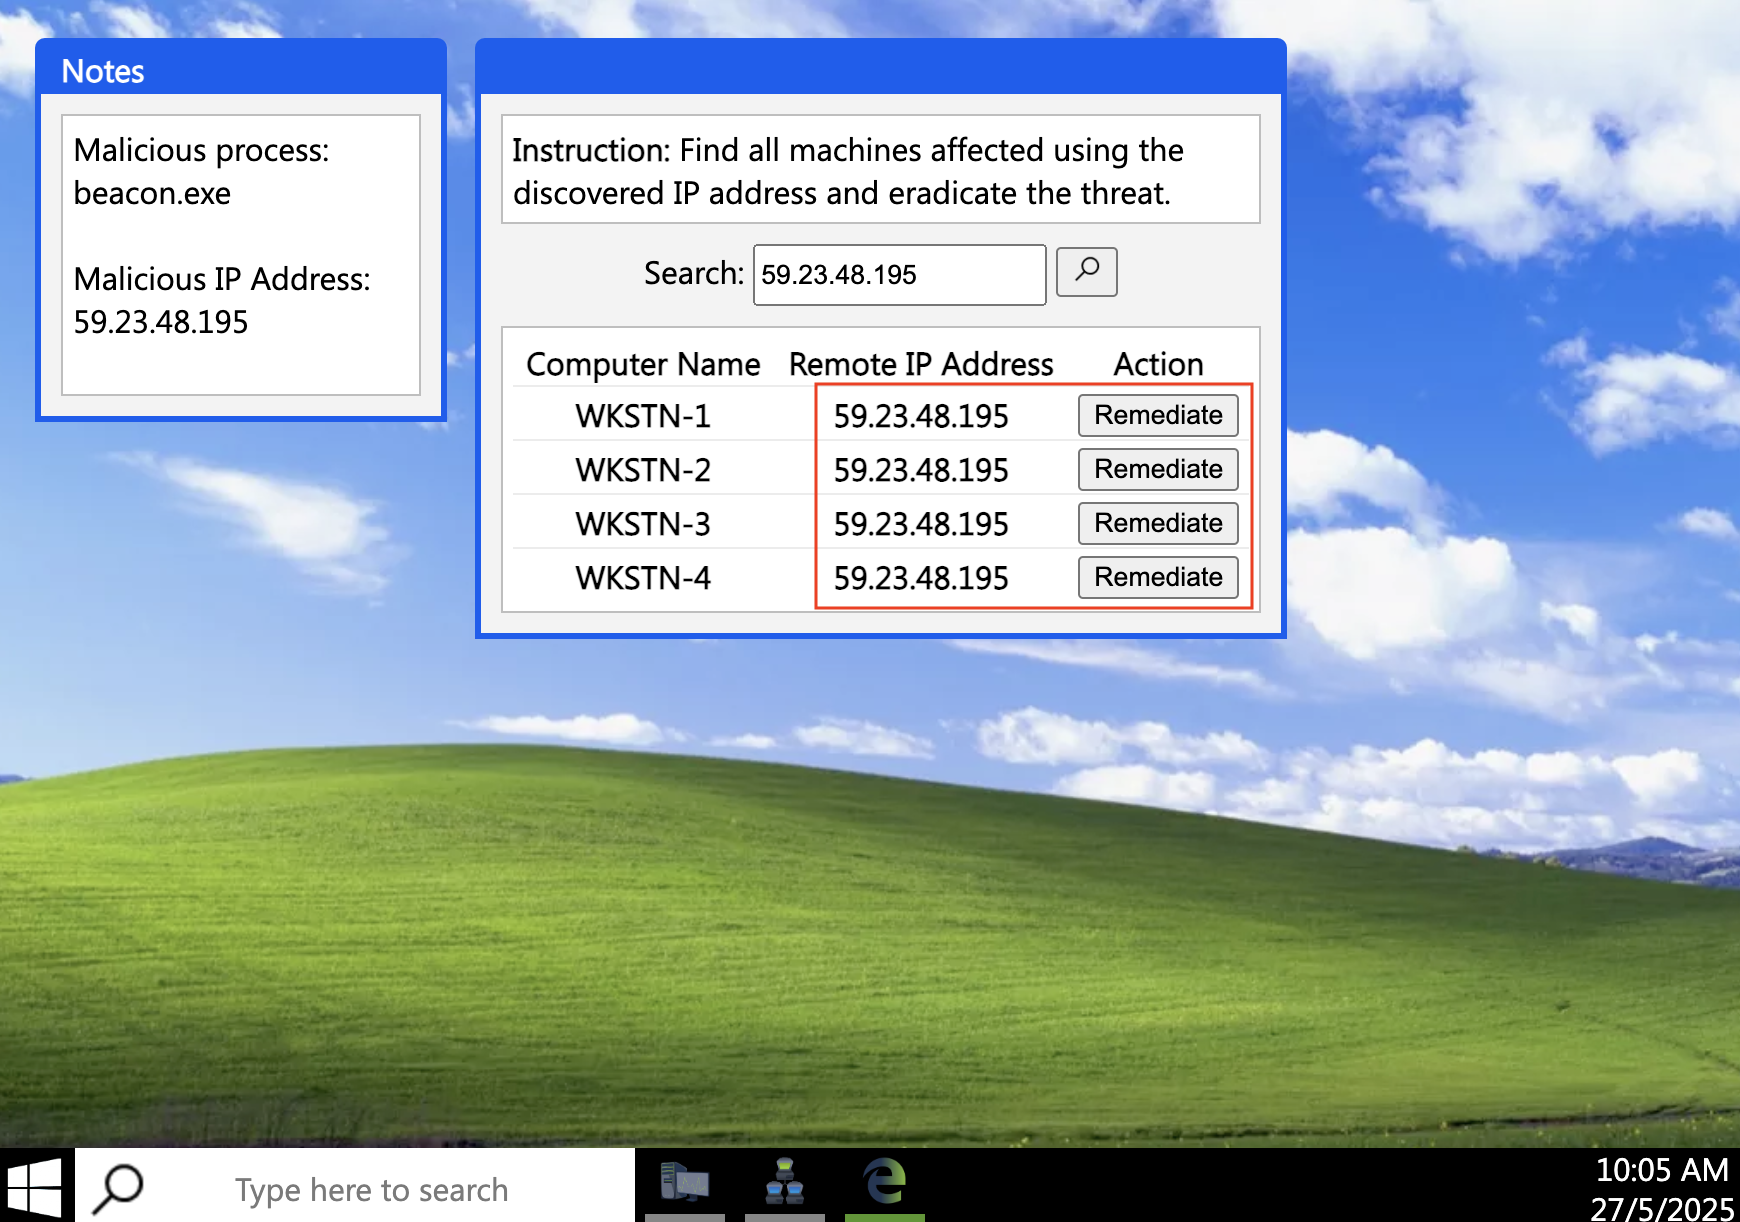 Notes
Malicious process:
beacon.exe
Malicious IP Address:
59.23.48.195
Instruction: Find all machines affected using the
discovered IP address and eradicate the threat.
Search: 59.23.48.195
Computer Name Remote IP Address Action
WKSTN-1 59.23.48.195 Remediate
WKSTN-2 59.23.48.195 Remediate
WKSTN-3 59.23.48.195 Remediate
WKSTN-4 59.23.48.195 Remediate
Type here to search
10:05 AM
27/5/2025